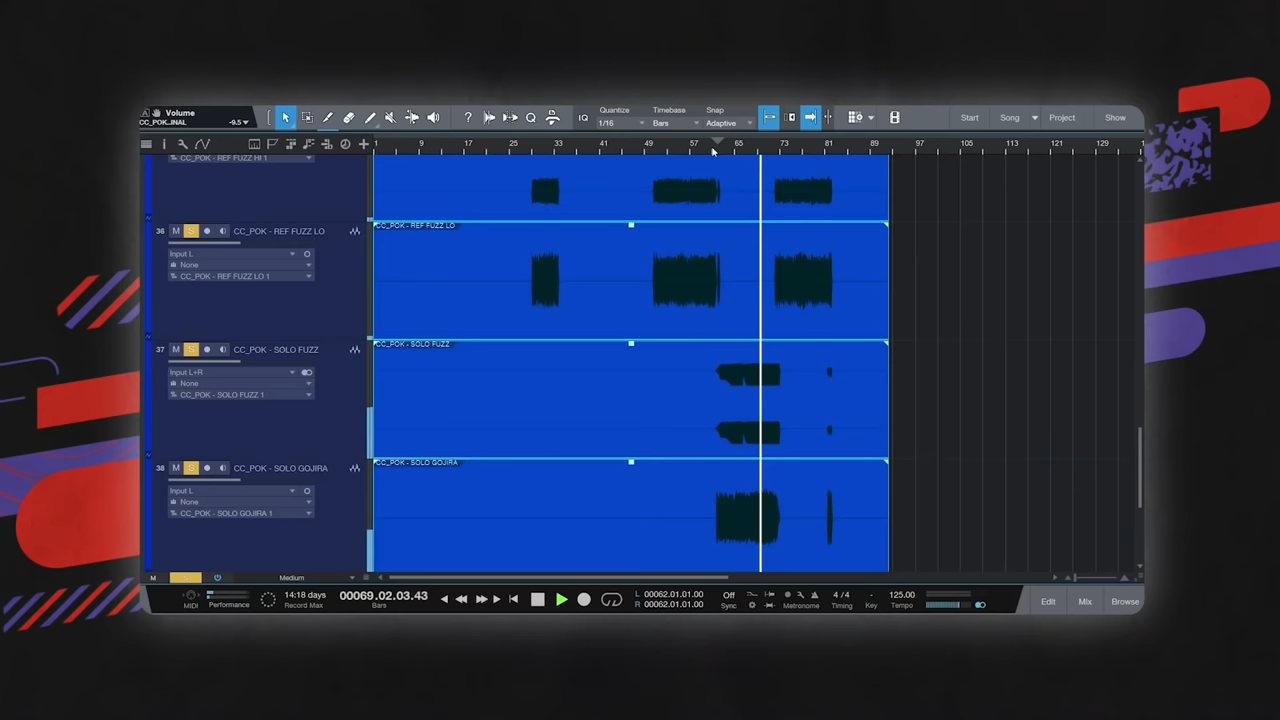 Volume
CC_POK...INAL -9.5
IQ
Quantize Timebase Snap
1/16 Bars Adaptive
Start Song Project Show
1 9 17 25 33 41 49 57 65 73 81 89 97 105 113 121 129
CC_POK - REF FUZZ HI 1
36 M S CC_POK - REF FUZZ LO
Input L
None
CC_POK - REF FUZZ LO 1
CC_POK - REF FUZZ LO
37 M S CC_POK - SOLO FUZZ
Input L+R
None
CC_POK - SOLO FUZZ 1
CC_POK - SOLO FUZZ
38 M S CC_POK - SOLO GOJIRA
Input L
None
CC_POK - SOLO GOJIRA 1
CC_POK - SOLO GOJIRA
M S Medium
MIDI Performance
14:18 days
Record Max
00069.02.03.43
Bars
L 00062.01.01.00
R 00062.01.01.00
Off
Sync
Metronome
4 / 4
Timing
-
Key
125.00
Tempo
Edit Mix Browse